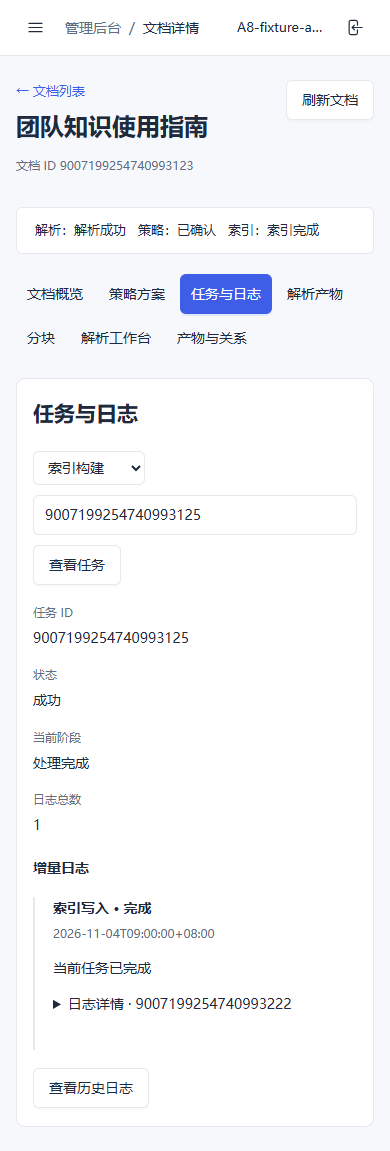 管理后台 / 文档详情 A8-fixture-a...
← 文档列表
刷新文档
团队知识使用指南
文档 ID 9007199254740993123
解析：解析成功 策略：已确认 索引：索引完成
文档概览 策略方案 任务与日志 解析产物
分块 解析工作台 产物与关系
任务与日志
索引构建
9007199254740993125
查看任务
任务 ID
9007199254740993125
状态
成功
当前阶段
处理完成
日志总数
1
增量日志
索引写入 • 完成
2026-11-04T09:00:00+08:00
当前任务已完成
日志详情 · 9007199254740993222
查看历史日志